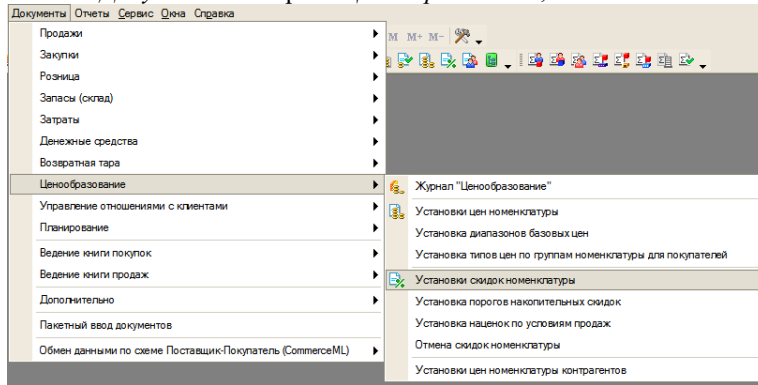 Документы Отчеты Сервис Окна Справка
M M+ M-
Продажи
Закупки
Розница
Запасы (склад)
Затраты
Денежные средства
Возвратная тара
Ценообразование
Управление отношениями с клиентами
Планирование
Ведение книги покупок
Ведение книги продаж
Дополнительно
Пакетный ввод документов
Обмен данными по схеме Поставщик-Покупатель (CommerceML)
Журнал "Ценообразование"
Установки цен номенклатуры
Установка диапазонов базовых цен
Установка типов цен по группам номенклатуры для покупателей
Установки скидок номенклатуры
Установка порогов накопительных скидок
Установка наценок по условиям продаж
Отмена скидок номенклатуры
Установки цен номенклатуры контрагентов